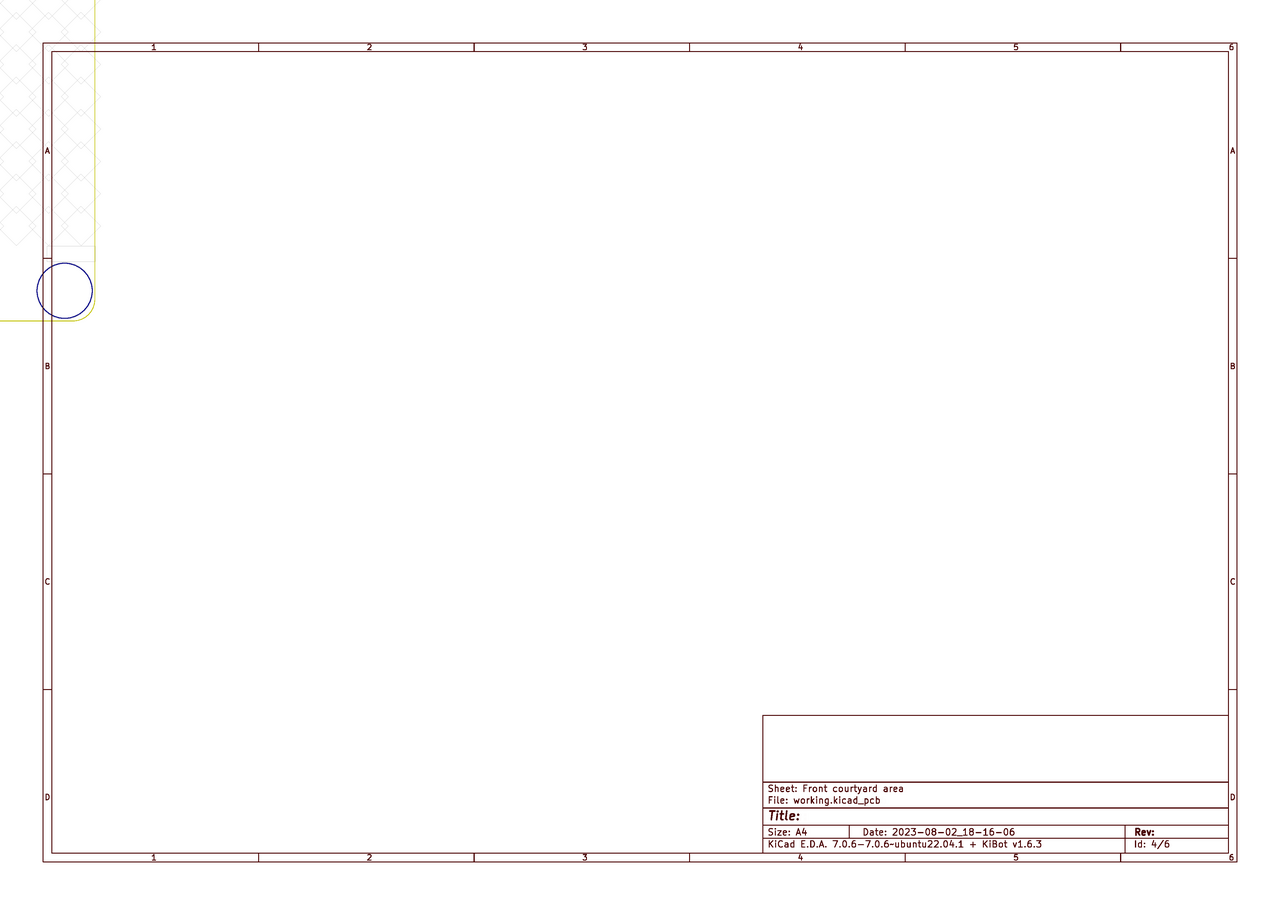 1 2 3 4 5 6
A A
B B
C C
D D
Sheet: Front courtyard area
File: working.kicad_pcb
Title:
Size: A4 Date: 2023-08-02_18-16-06 Rev:
KiCad E.D.A. 7.0.6-7.0.6~ubuntu22.04.1 + KiBot v1.6.3 Id: 4/6
1 2 3 4 5 6